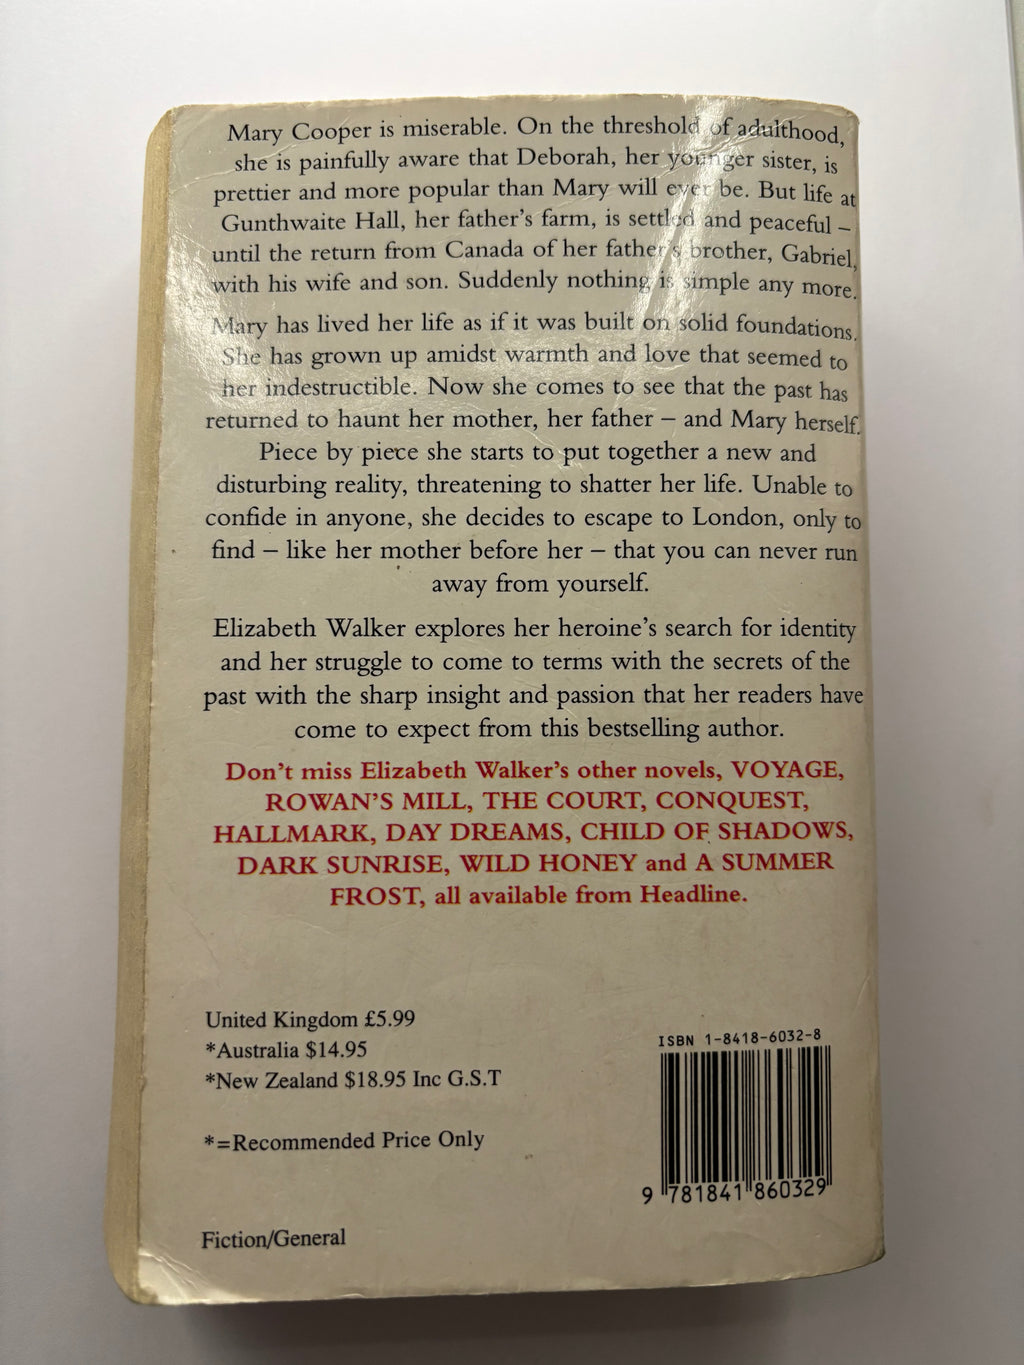 Mary Cooper is miserable. On the threshold of adulthood,
she is painfully aware that Deborah, her younger sister, is
prettier and more popular than Mary will ever be. But life at
Gunthwaite Hall, her father's farm, is settled and peaceful –
until the return from Canada of her father's brother, Gabriel,
with his wife and son. Suddenly nothing is simple any more.
Mary has lived her life as if it was built on solid foundations.
She has grown up amidst warmth and love that seemed to
her indestructible. Now she comes to see that the past has
returned to haunt her mother, her father – and Mary herself.
Piece by piece she starts to put together a new and
disturbing reality, threatening to shatter her life. Unable to
confide in anyone, she decides to escape to London, only to
find – like her mother before her – that you can never run
away from yourself.
Elizabeth Walker explores her heroine's search for identity
and her struggle to come to terms with the secrets of the
past with the sharp insight and passion that her readers have
come to expect from this bestselling author.
Don't miss Elizabeth Walker's other novels, VOYAGE,
ROWAN'S MILL, THE COURT, CONQUEST,
HALLMARK, DAY DREAMS, CHILD OF SHADOWS,
DARK SUNRISE, WILD HONEY and A SUMMER
FROST, all available from Headline.
United Kingdom £5.99
*Australia $14.95
*New Zealand $18.95 Inc G.S.T
*=Recommended Price Only
Fiction/General
ISBN 1-8418-6032-8
9 781841 860329